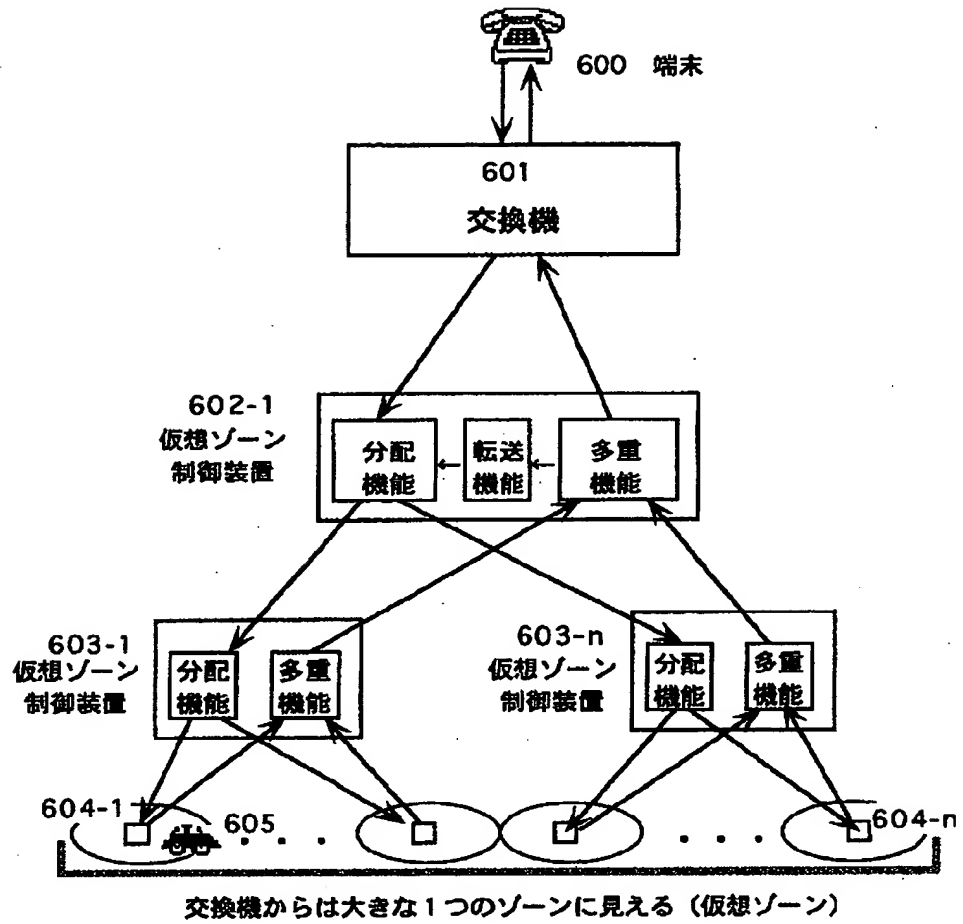 600 端末
601
交換機
602-1
仮想ゾーン
制御装置
分配
機能
転送
機能
多重
機能
603-1
仮想ゾーン
制御装置
分配
機能
多重
機能
603-n
仮想ゾーン
制御装置
分配
機能
多重
機能
604-1
605
604-n
交換機からは大きな1つのゾーンに見える（仮想ゾーン）